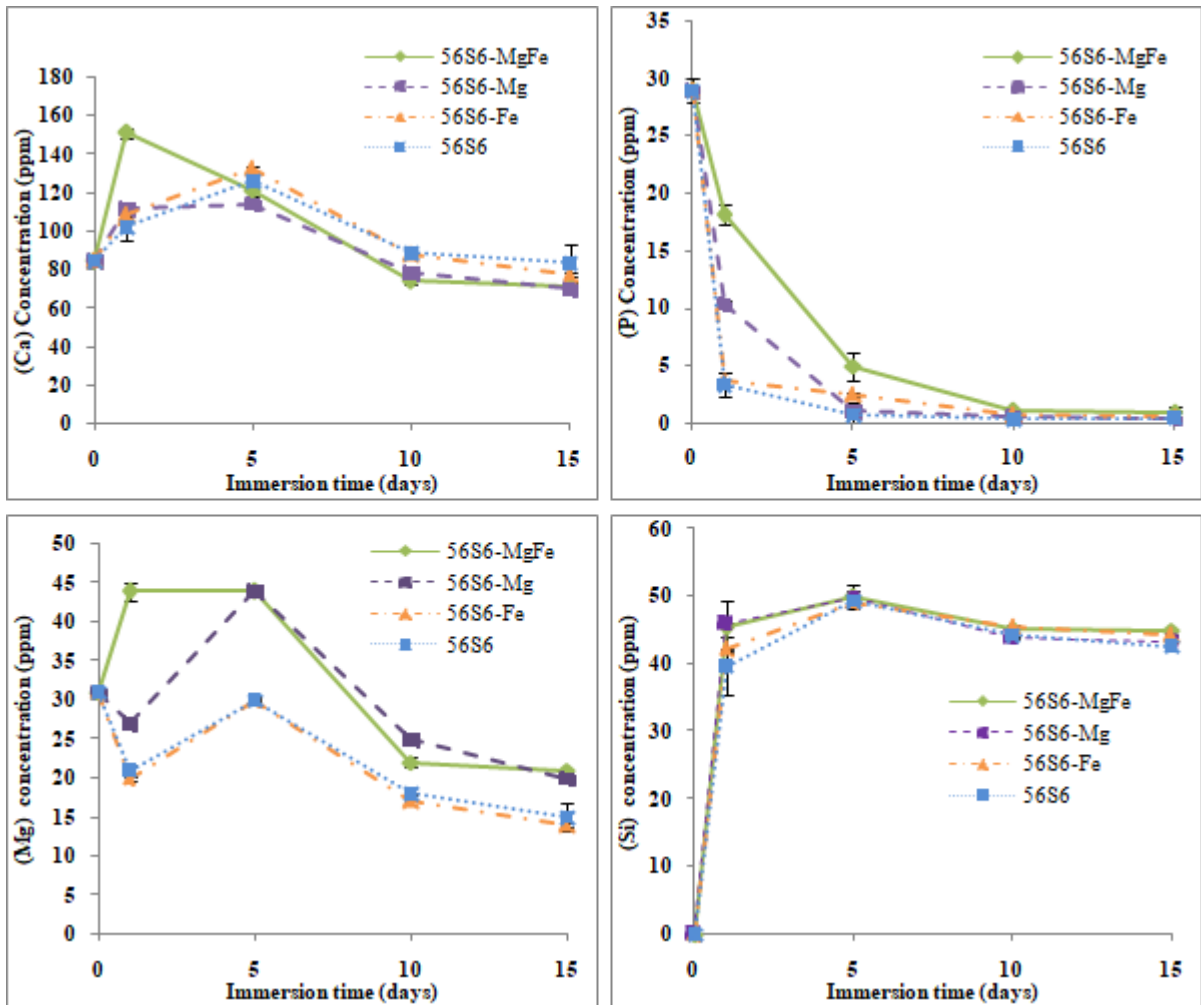 56S6-MgFe
56S6-Mg
56S6-Fe
56S6
(Ca) Concentration (ppm)
180
160
140
120
100
80
60
40
20
0
0 5 10 15
Immersion time (days)
56S6-MgFe
56S6-Mg
56S6-Fe
56S6
(P) Concentration (ppm)
35
30
25
20
15
10
5
0
0 5 10 15
Immersion time (days)
56S6-MgFe
56S6-Mg
56S6-Fe
56S6
(Mg) concentration (ppm)
50
45
40
35
30
25
20
15
10
5
0
0 5 10 15
Immersion time (days)
56S6-MgFe
56S6-Mg
56S6-Fe
56S6
(Si) concentration (ppm)
60
50
40
30
20
10
0
0 5 10 15
Immersion time (days)